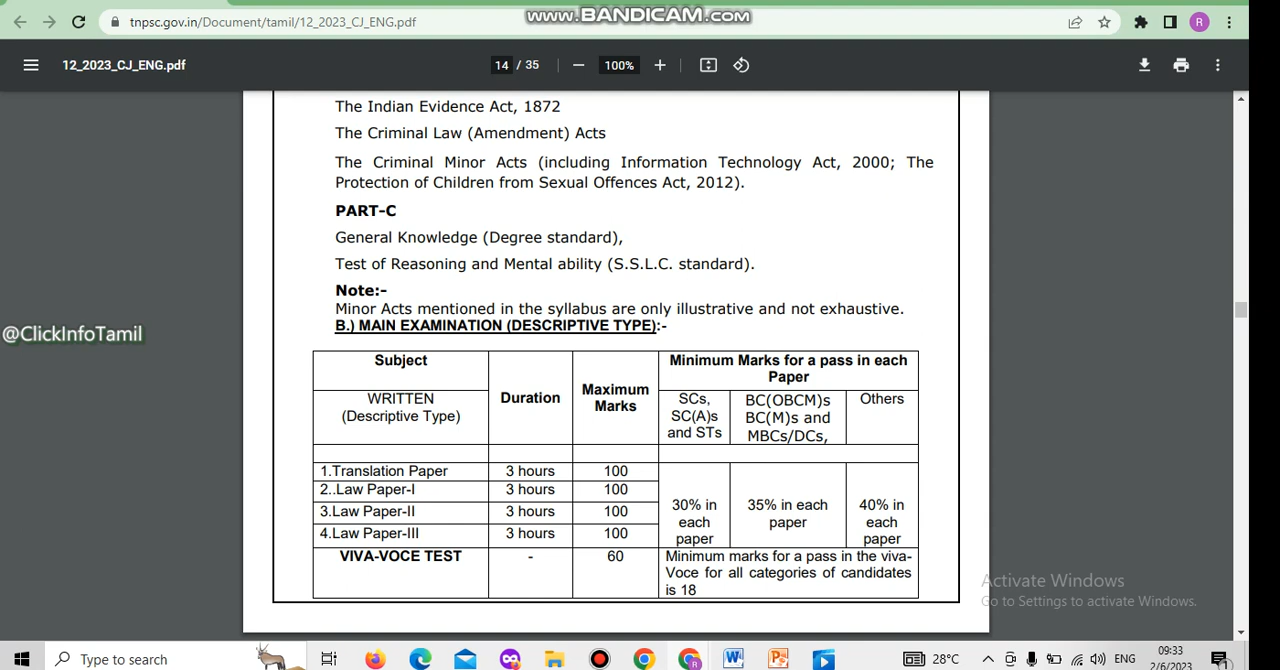 www.BANDICAM.com
tnpsc.gov.in/Document/tamil/12_2023_CJ_ENG.pdf
R
12_2023_CJ_ENG.pdf
14 / 35
100%
The Indian Evidence Act, 1872
The Criminal Law (Amendment) Acts
The Criminal Minor Acts (including Information Technology Act, 2000; The
Protection of Children from Sexual Offences Act, 2012).
PART-C
General Knowledge (Degree standard),
Test of Reasoning and Mental ability (S.S.L.C. standard).
Note:-
Minor Acts mentioned in the syllabus are only illustrative and not exhaustive.
@ClickInfoTamil
B.) MAIN EXAMINATION (DESCRIPTIVE TYPE):-
Subject
Duration
Maximum
Marks
Minimum Marks for a pass in each
Paper
WRITTEN
(Descriptive Type)
SCs,
SC(A)s
and STs
BC(OBCM)s
BC(M)s and
MBCs/DCs,
Others
1.Translation Paper 3 hours 100
2..Law Paper-I 3 hours 100
3.Law Paper-II 3 hours 100
4.Law Paper-III 3 hours 100
30% in
each
paper
35% in each
paper
40% in
each
paper
VIVA-VOCE TEST - 60
Minimum marks for a pass in the viva-
Voce for all categories of candidates
is 18
Activate Windows
Go to Settings to activate Windows.
Type to search
R
W
P
28°C
ENG
09:33
2/6/202
1